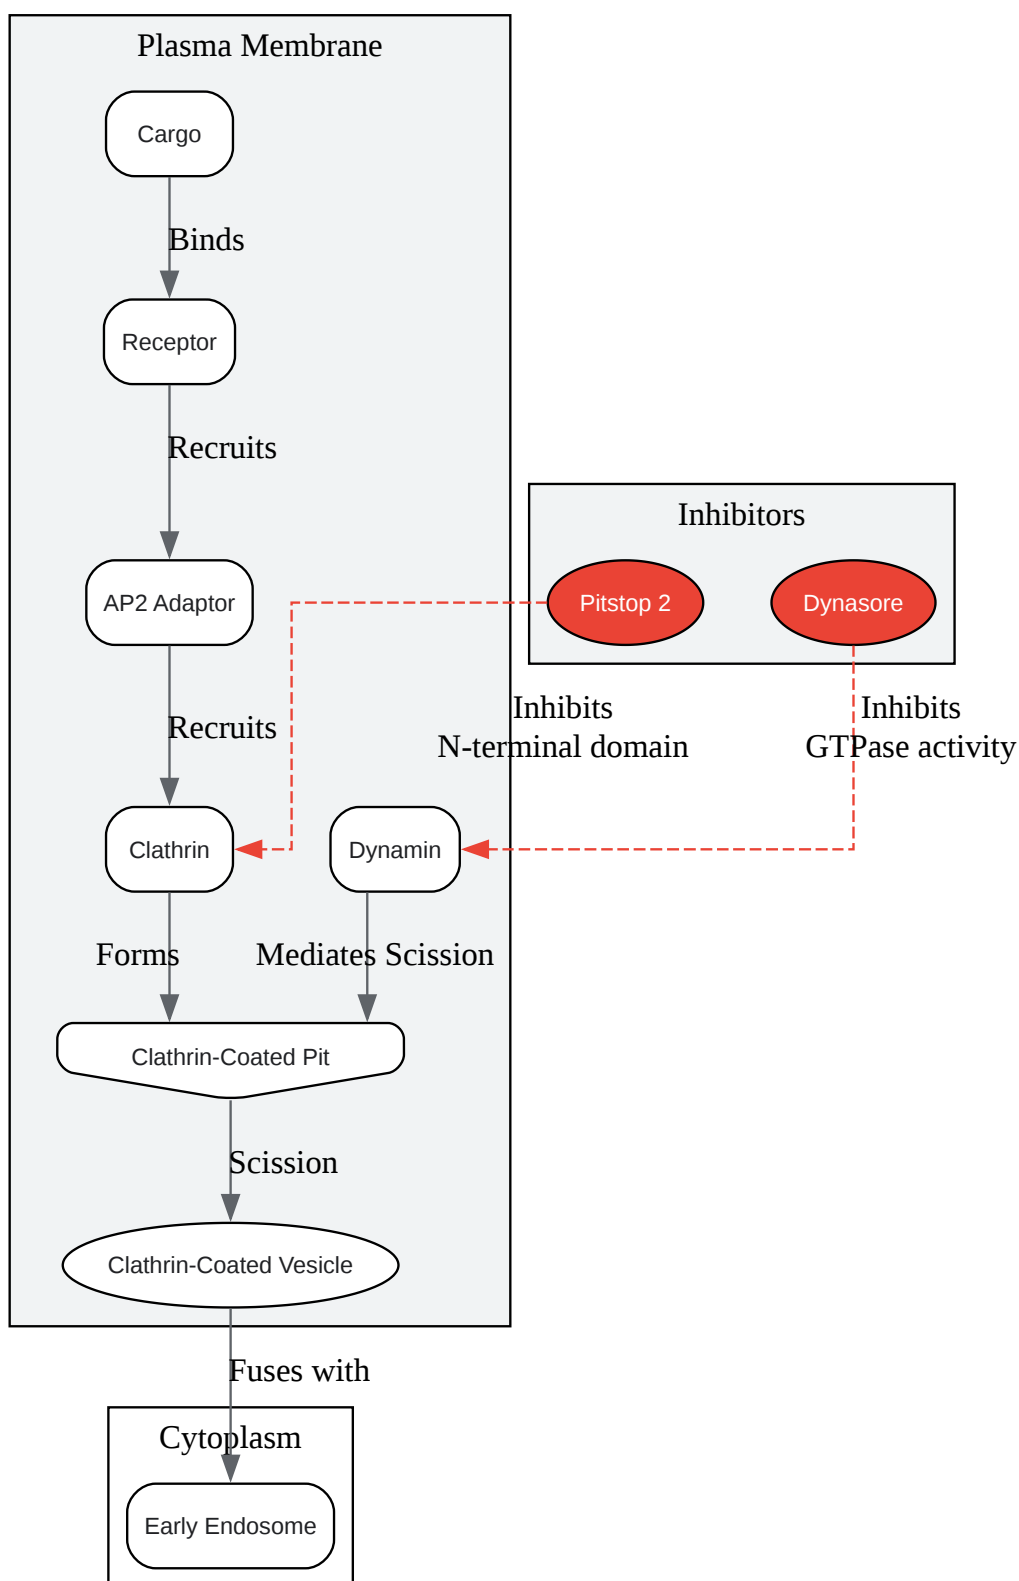 Plasma Membrane
Cargo
Binds
Receptor
Recruits
Inhibitors
AP2 Adaptor
Pitstop 2
Dynasore
Recruits
Inhibits
N-terminal domain
Inhibits
GTPase activity
Clathrin
Dynamin
Forms
Mediates Scission
Clathrin-Coated Pit
Scission
Clathrin-Coated Vesicle
Fuses with
Cytoplasm
Early Endosome